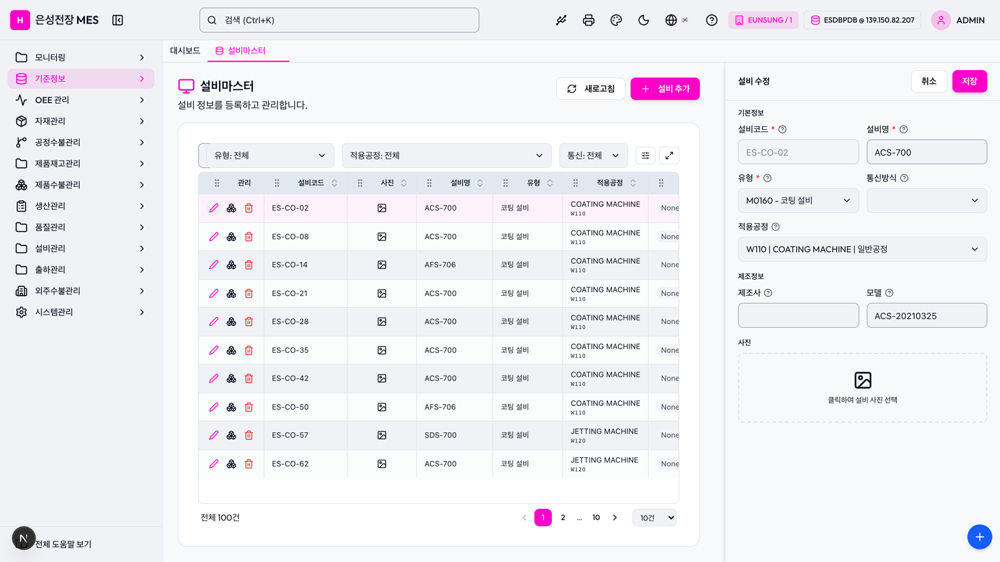 H 은성전장 MES
검색 (Ctrl+K)
EUNSUNG / 1
ESDBPDB @ 139.150.82.207
ADMIN
모니터링
기준정보
OEE 관리
자재관리
공정수불관리
제품재고관리
제품수불관리
생산관리
품질관리
설비관리
출하관리
외주수불관리
시스템관리
N 전체 도움말 보기
대시보드 설비마스터
설비마스터
설비 정보를 등록하고 관리합니다.
새로고침
설비 추가
유형: 전체 적용공정: 전체 통신: 전체
관리 설비코드 사진 설비명 유형 적용공정
ES-CO-02 ACS-700 코팅 설비 COATING MACHINE None
W110
ES-CO-08 ACS-700 코팅 설비 COATING MACHINE None
W110
ES-CO-14 AFS-706 코팅 설비 COATING MACHINE None
W110
ES-CO-21 ACS-700 코팅 설비 COATING MACHINE None
W110
ES-CO-28 ACS-700 코팅 설비 COATING MACHINE None
W110
ES-CO-35 ACS-700 코팅 설비 COATING MACHINE None
W110
ES-CO-42 ACS-700 코팅 설비 COATING MACHINE None
W110
ES-CO-50 AFS-706 코팅 설비 COATING MACHINE None
W110
ES-CO-57 SDS-700 코팅 설비 JETTING MACHINE None
W120
ES-CO-62 ACS-700 코팅 설비 JETTING MACHINE None
W120
전체 100건
1 2 ... 10 10건
설비 수정 취소 저장
기본정보
설비코드 * 설비명 *
ES-CO-02 ACS-700
유형 * 통신방식
M0160 - 코팅 설비
적용공정
W110 | COATING MACHINE | 일반공정
제조정보
제조사 모델
ACS-20210325
사진
클릭하여 설비 사진 선택